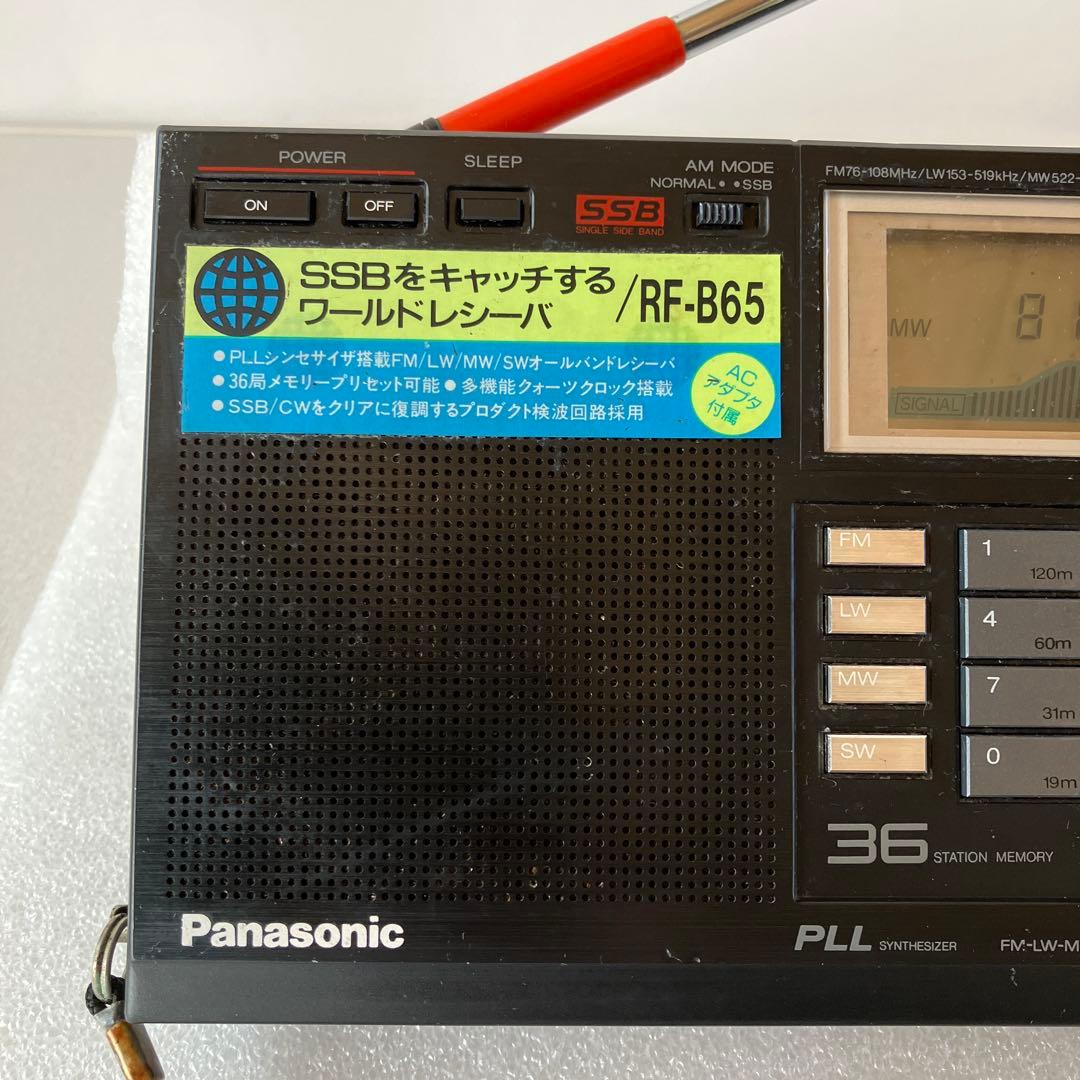 POWER
SLEEP
AM MODE
NORMAL • • SSB
ON
OFF
SSB
SINGLE SIDE BAND
FM76-108MHz/LW153-519kHz/MW522-
SSBをキャッチする
ワールドレシーバ
/RF-B65
●PLLシンセサイザ搭載FM/LW/MW/SWオールバンドレシーバ
●36局メモリープリセット可能●多機能クォーツクロック搭載
●SSB/CWをクリアに復調するプロダクト検波回路採用
AC
アダプタ
付属
MW
SIGNAL
FM
LW
MW
SW
1
120m
4
60m
7
31m
0
19m
36 STATION MEMORY
Panasonic
PLL SYNTHESIZER
FM-LW-M